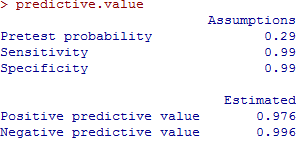 > predictive.value
Assumptions
Pretest probability 0.29
Sensitivity 0.99
Specificity 0.99
Estimated
Positive predictive value 0.976
Negative predictive value 0.996